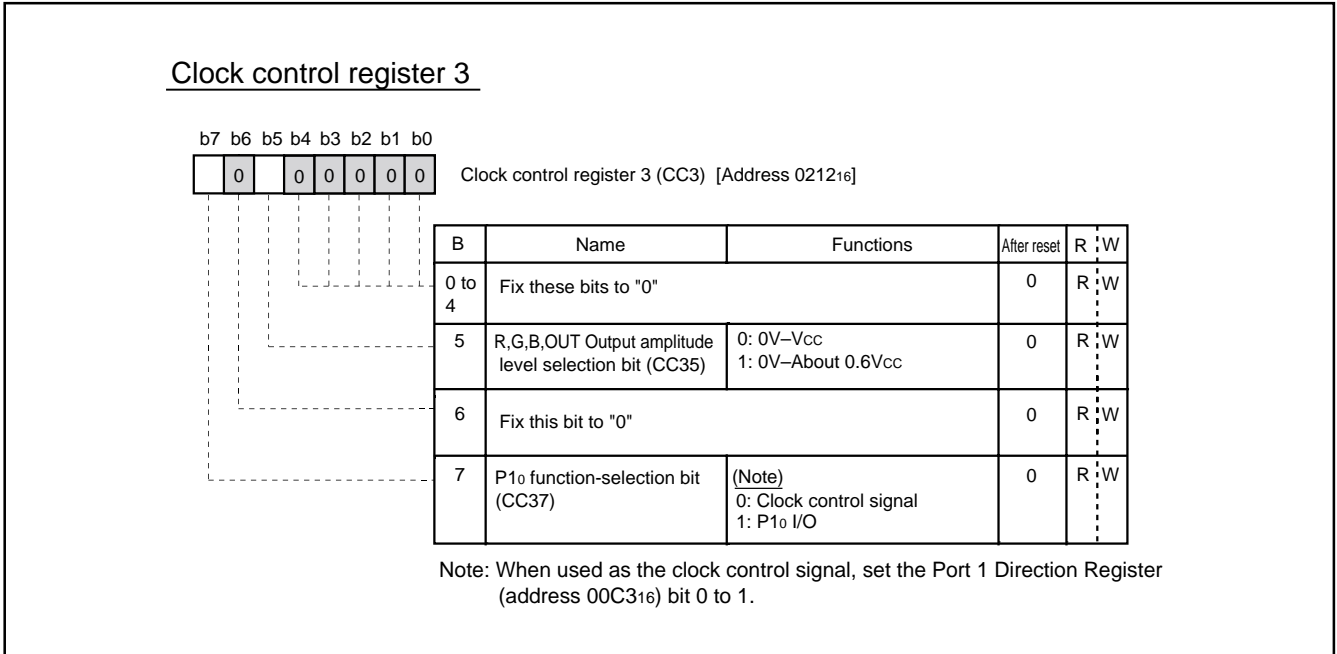 Clock control register 3
b7 b6 b5 b4 b3 b2 b1 b0
0 0 0 0 0 0
Clock control register 3 (CC3) [Address 021216]
B Name Functions After reset R W
0 to 4 Fix these bits to "0" 0 R W
5 R,G,B,OUT Output amplitude level selection bit (CC35) 0: 0V–VCC 0 R W
1: 0V–About 0.6VCC
6 Fix this bit to "0" 0 R W
7 P10 function-selection bit (CC37) (Note) 0 R W
0: Clock control signal
1: P10 I/O
Note: When used as the clock control signal, set the Port 1 Direction Register
(address 00C316) bit 0 to 1.